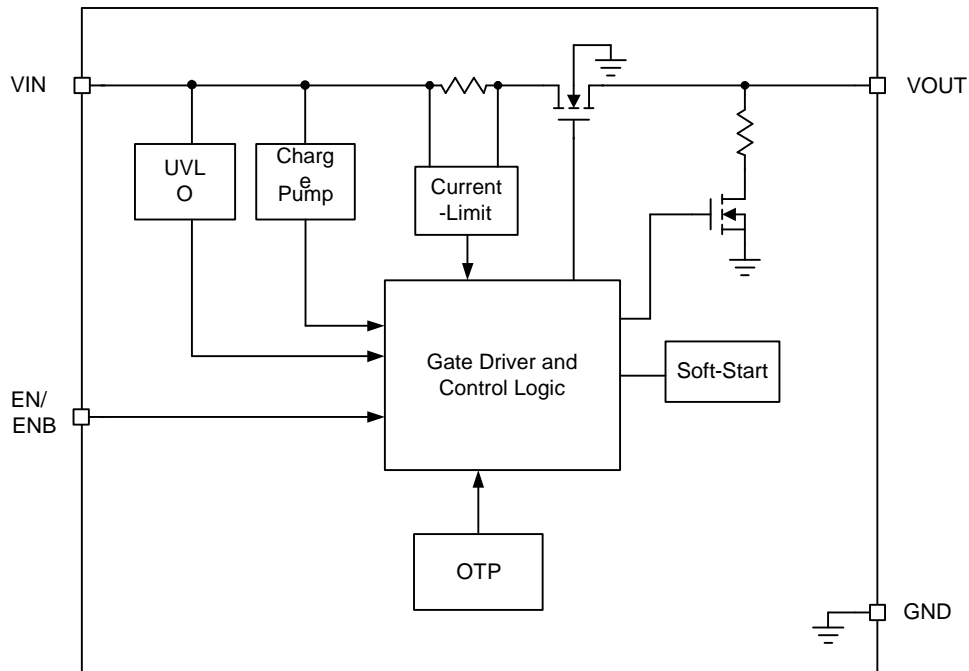 VIN
VOUT
UVL
O
Charg
e
Pump
Current
-Limit
Gate Driver and
Control Logic
Soft-Start
EN/
ENB
OTP
GND